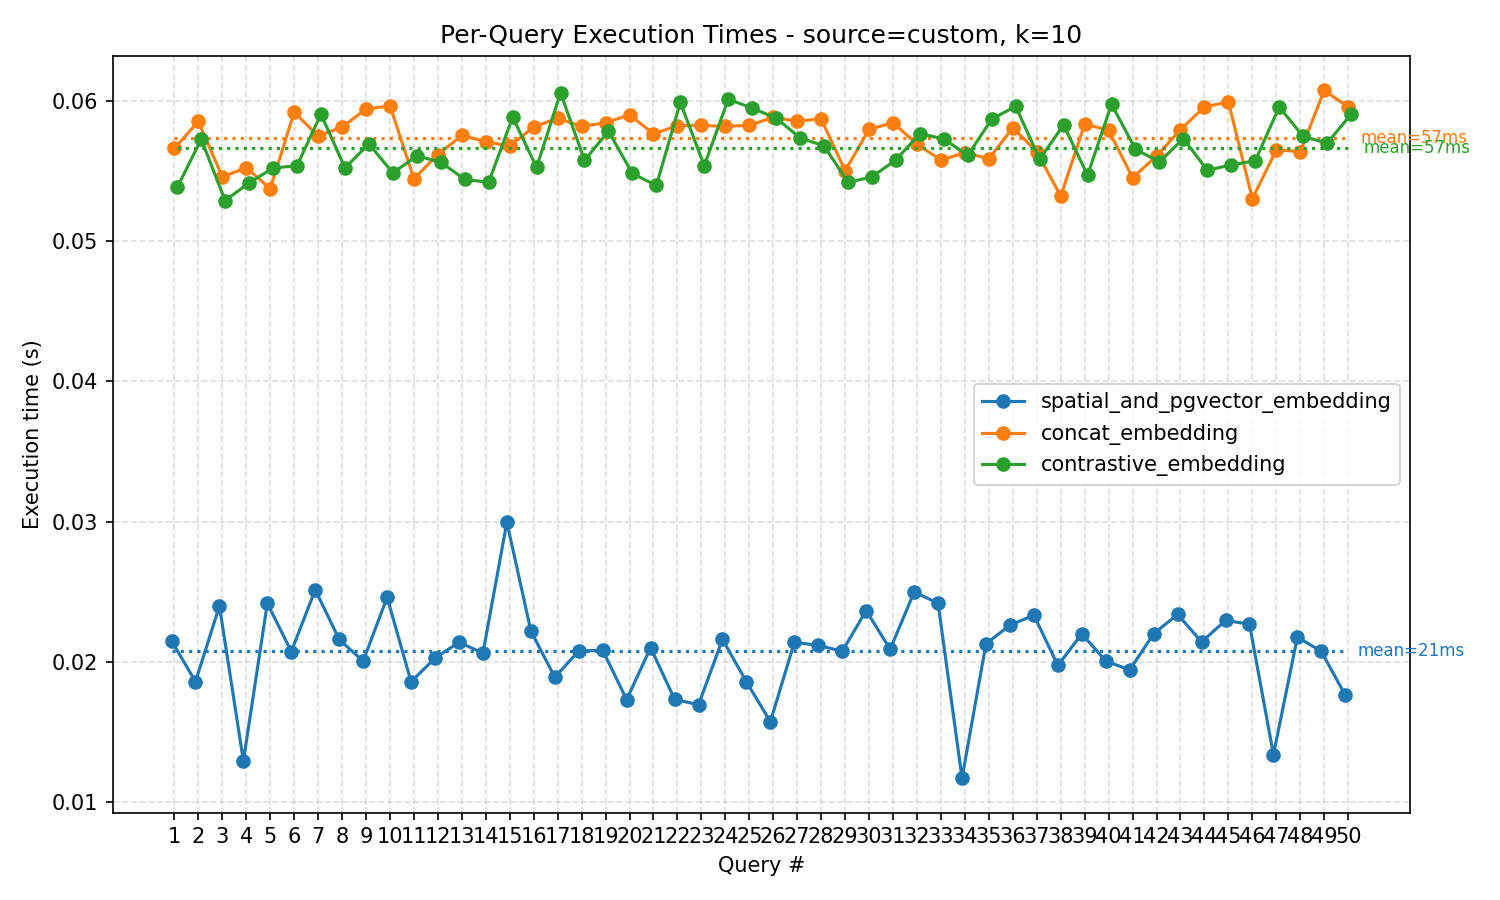 Per-Query Execution Times - source=custom, k=10
0.06
0.05
0.04
0.03
0.02
0.01
Execution time (s)
mean=57ms
mean=57ms
mean=21ms
spatial_and_pgvector_embedding
concat_embedding
contrastive_embedding
1 2 3 4 5 6 7 8 9 10 11 12 13 14 15 16 17 18 19 20 21 22 23 24 25 26 27 28 29 30 31 32 33 34 35 36 37 38 39 40 41 42 43 44 45 46 47 48 49 50
Query #